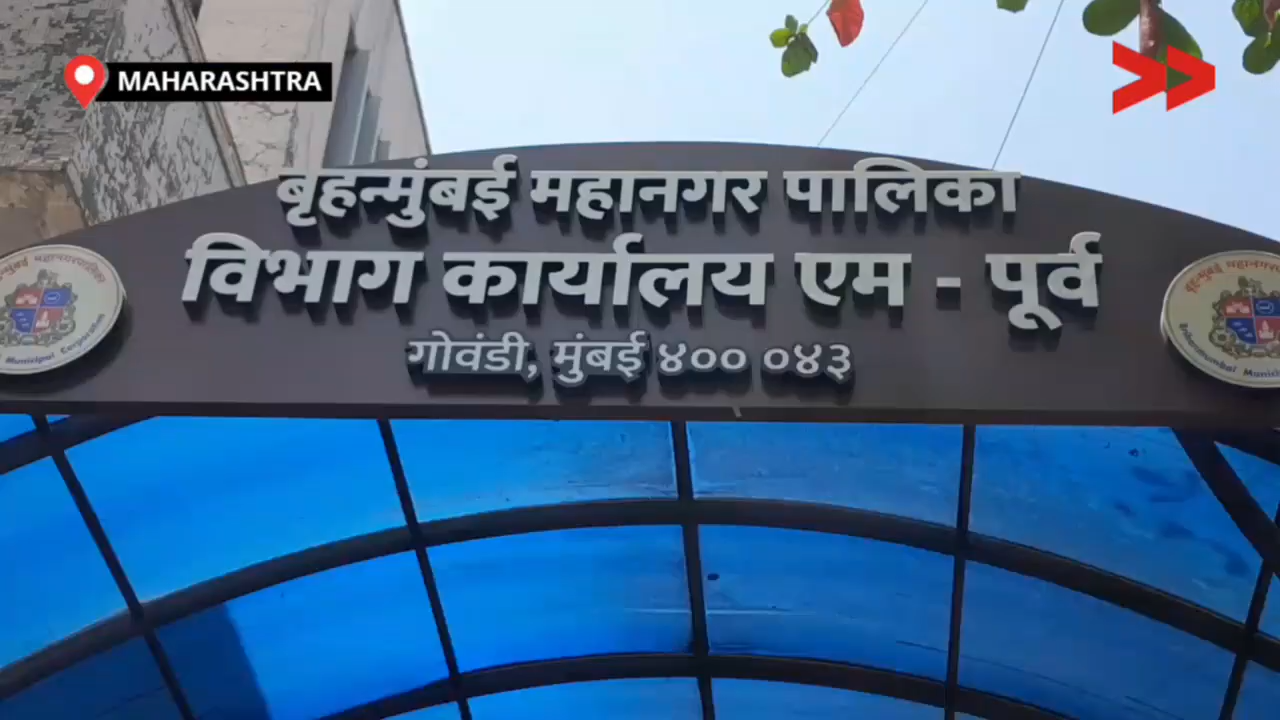 MAHARASHTRA
बृहन्मुंबई महानगर पालिका
विभाग कार्यालय एम - पूर्व
गोवंडी, मुंबई ४०० ०४३